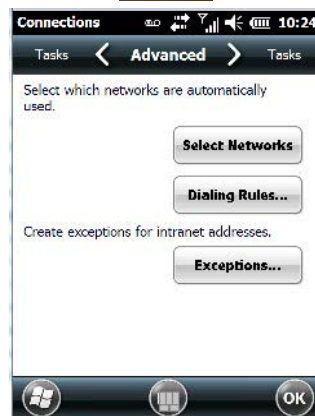 Connections 10:24
Tasks Advanced Tasks
Select which networks are automatically
used.
Select Networks
Dialing Rules...
Create exceptions for intranet addresses.
Exceptions...
OK